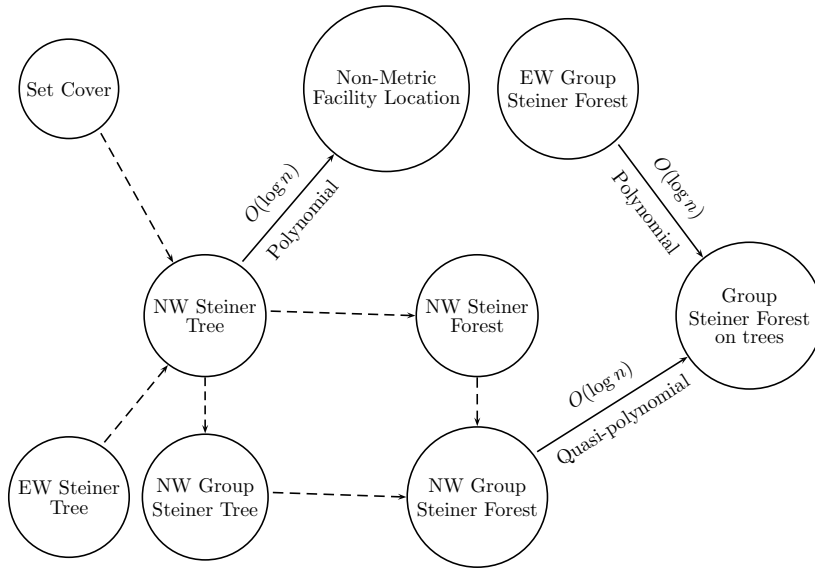 Set Cover
Non-Metric
Facility Location
EW Group
Steiner Forest
O(log n)
Polynomial
O(log n)
Polynomial
NW Steiner
Tree
NW Steiner
Forest
Group
Steiner Forest
on trees
O(log n)
Quasi-polynomial
EW Steiner
Tree
NW Group
Steiner Tree
NW Group
Steiner Forest